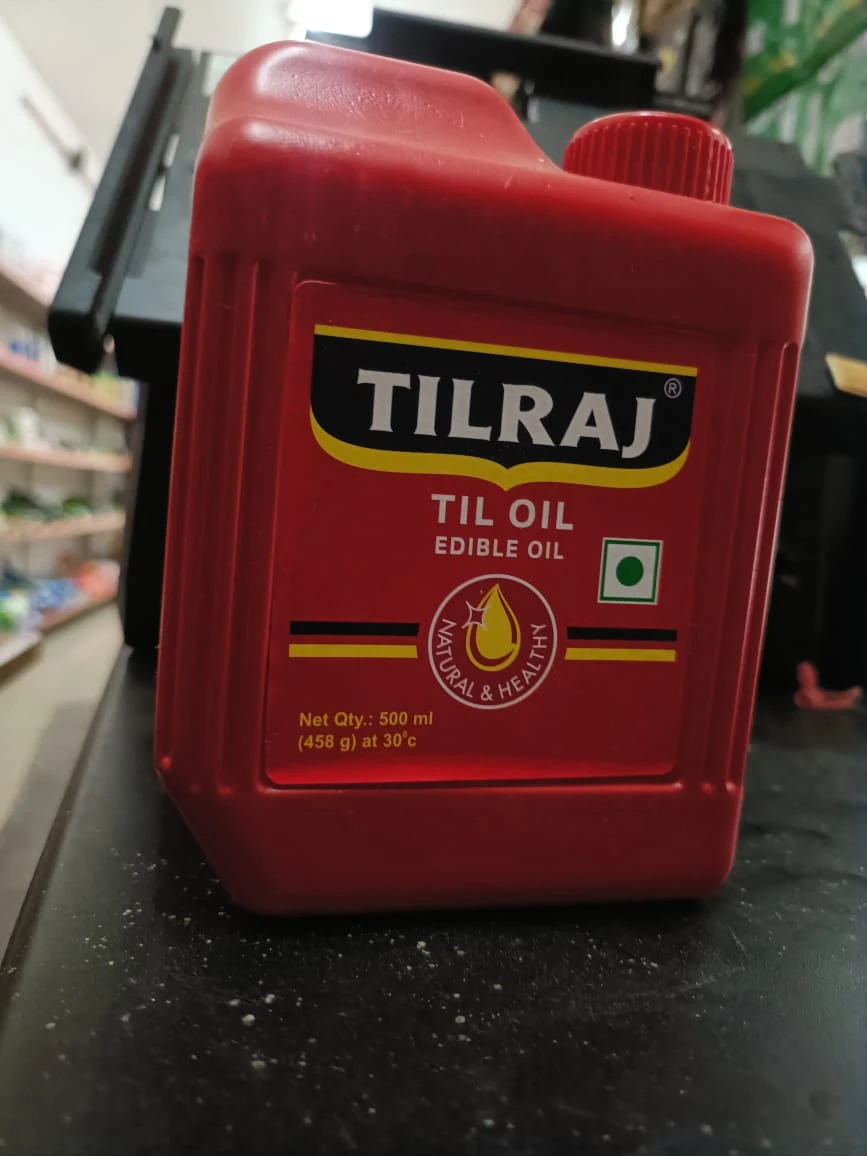 TILRAJ®
TIL OIL
EDIBLE OIL
NATURAL & HEALTHY
Net Qty.: 500 ml
(458 g) at 30°c